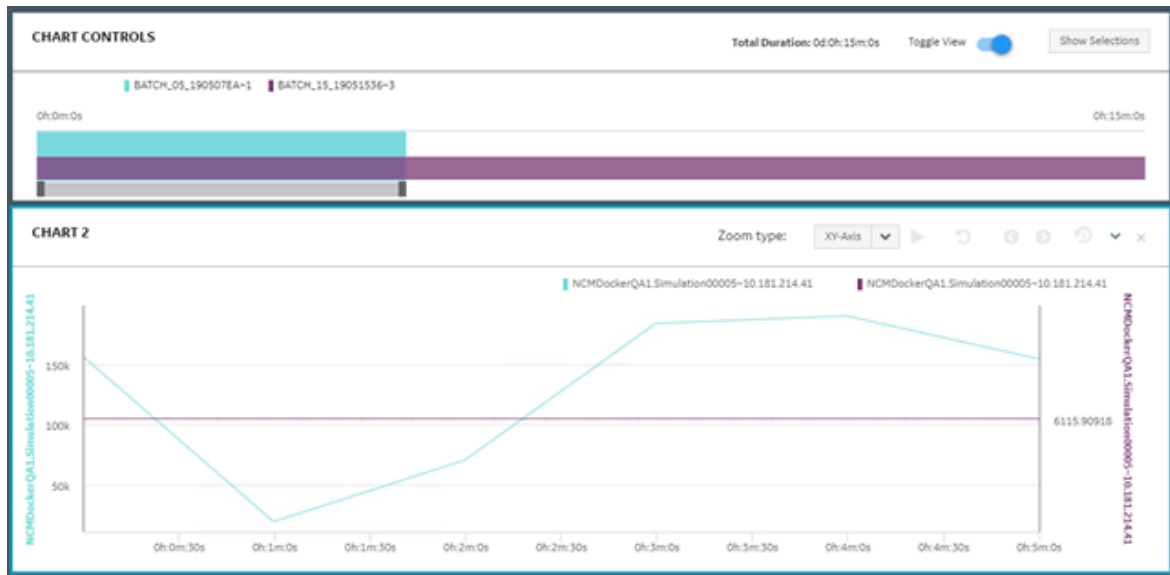 CHART CONTROLS
Total Duration: 0d:0h:15m:0s
Toggle View
Show Selections
BATCH_05_190507EA~1
BATCH_15_19051536~3
0h:0m:0s
0h:15m:0s
CHART 2
Zoom type:
XY-Axis
NCMDockerQA1.Simulation00005~10.181.214.41
NCMDockerQA1.Simulation00005~10.181.214.41
NCMDockerQA1.Simulation00005~10.181.214.41
150k
100k
50k
6115.90918
NCMDockerQA1.Simulation00005~10.181.214.41
0h:0m:30s
0h:1m:0s
0h:1m:30s
0h:2m:0s
0h:2m:30s
0h:3m:0s
0h:3m:30s
0h:4m:0s
0h:4m:30s
0h:5m:0s